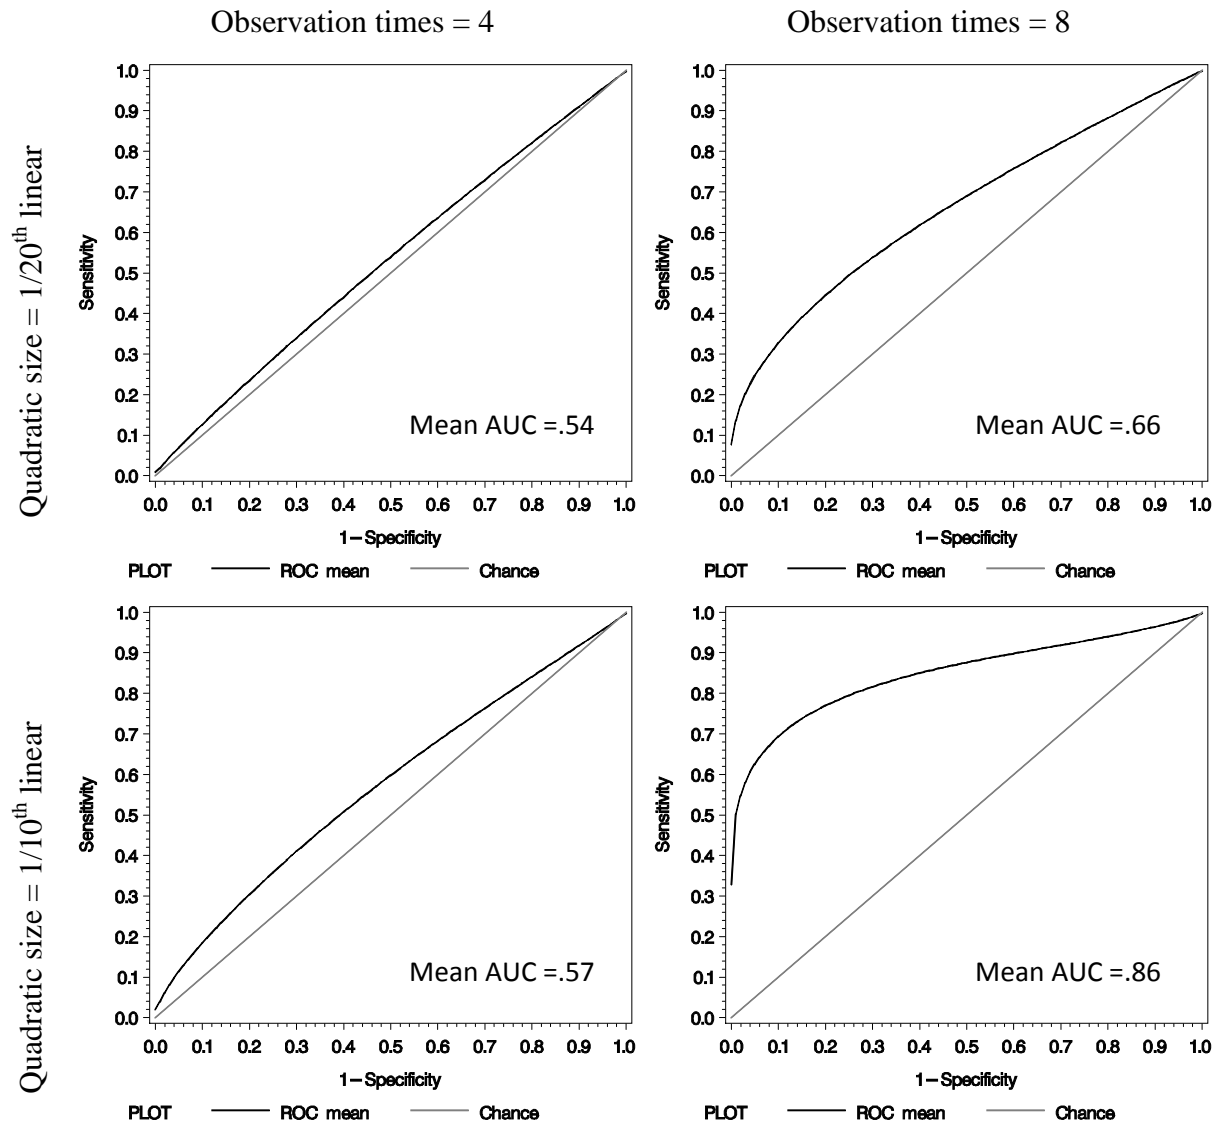 Observation times = 4
Observation times = 8
Quadratic size = 1/20th linear
1.0
0.9
0.8
0.7
0.6
0.5
0.4
0.3
0.2
0.1
0.0
Sensitivity
Mean AUC =.54
0.0 0.1 0.2 0.3 0.4 0.5 0.6 0.7 0.8 0.9 1.0
1-Specificity
PLOT ROC mean Chance
1.0
0.9
0.8
0.7
0.6
0.5
0.4
0.3
0.2
0.1
0.0
Sensitivity
Mean AUC =.66
0.0 0.1 0.2 0.3 0.4 0.5 0.6 0.7 0.8 0.9 1.0
1-Specificity
PLOT ROC mean Chance
Quadratic size = 1/10th linear
1.0
0.9
0.8
0.7
0.6
0.5
0.4
0.3
0.2
0.1
0.0
Sensitivity
Mean AUC =.57
0.0 0.1 0.2 0.3 0.4 0.5 0.6 0.7 0.8 0.9 1.0
1-Specificity
PLOT ROC mean Chance
1.0
0.9
0.8
0.7
0.6
0.5
0.4
0.3
0.2
0.1
0.0
Sensitivity
Mean AUC =.86
0.0 0.1 0.2 0.3 0.4 0.5 0.6 0.7 0.8 0.9 1.0
1-Specificity
PLOT ROC mean Chance